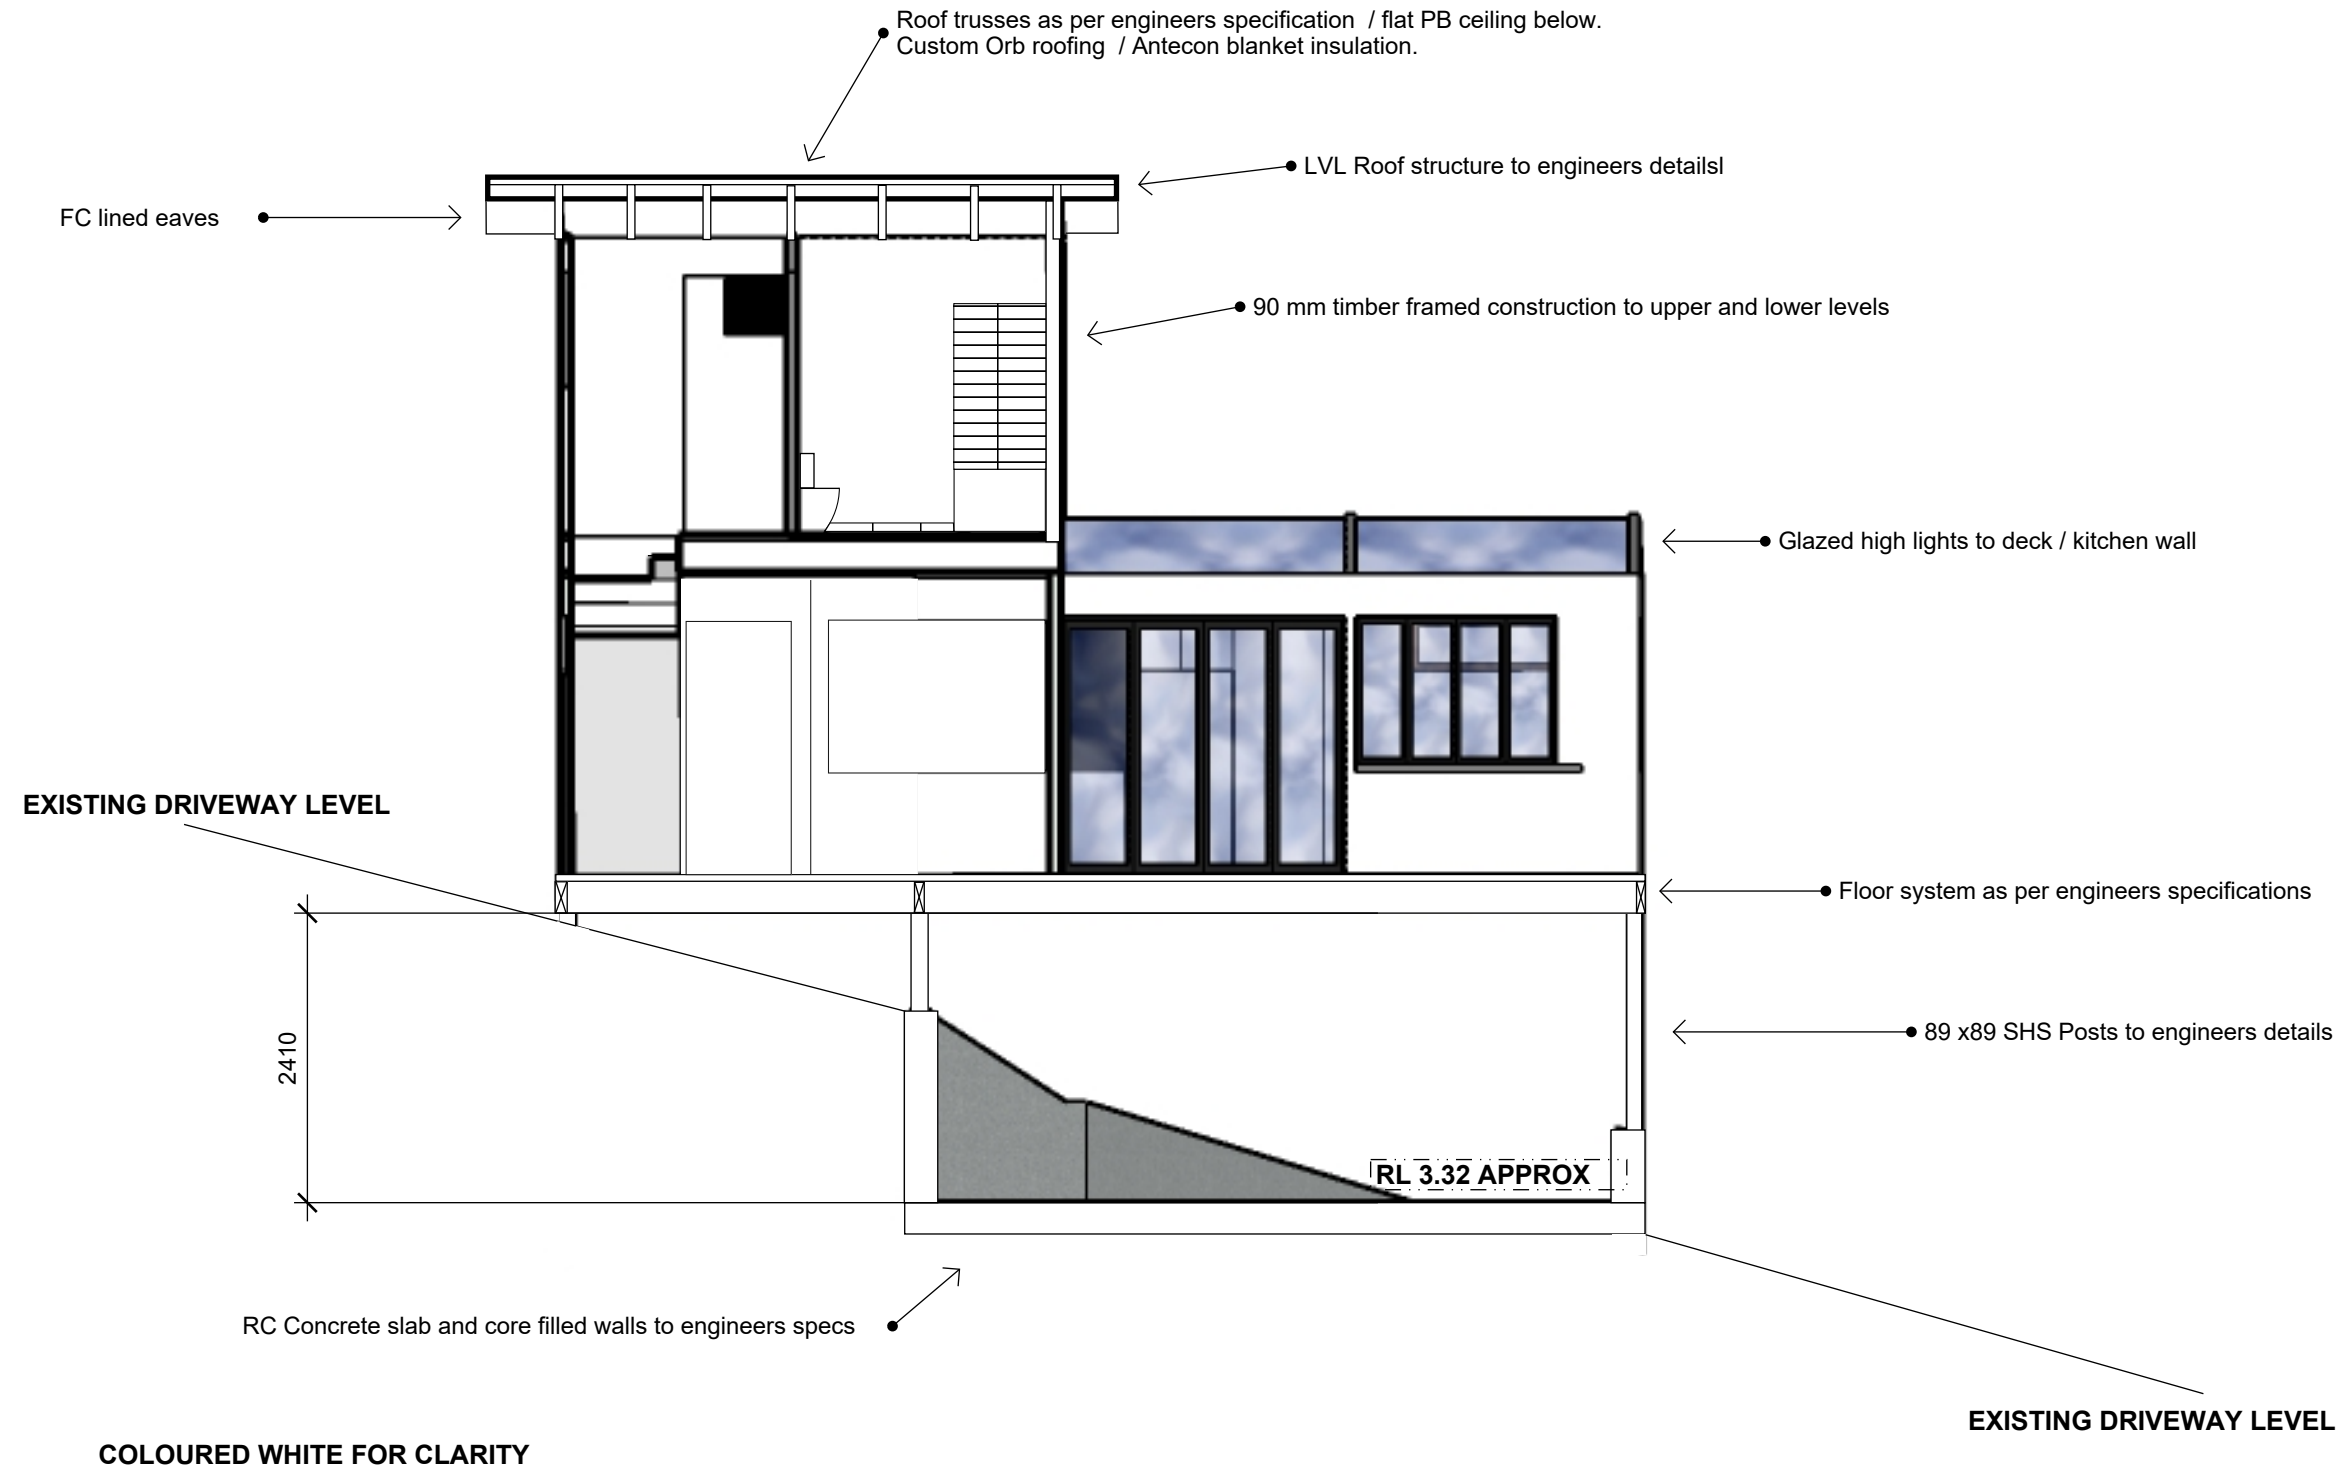 Roof trusses as per engineers specification / flat PB ceiling below.
Custom Orb roofing / Antecon blanket insulation.
LVL Roof structure to engineers detailsl
FC lined eaves
90 mm timber framed construction to upper and lower levels
Glazed high lights to deck / kitchen wall
EXISTING DRIVEWAY LEVEL
Floor system as per engineers specifications
2410
89 x89 SHS Posts to engineers details
RL 3.32 APPROX
RC Concrete slab and core filled walls to engineers specs
EXISTING DRIVEWAY LEVEL
COLOURED WHITE FOR CLARITY